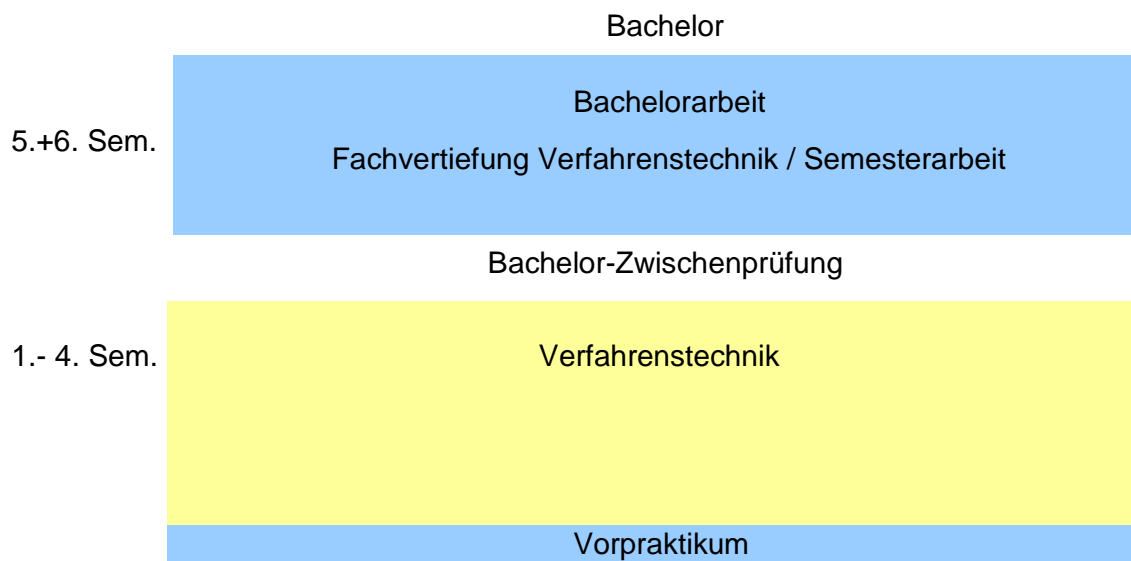 Bachelor
Bachelorarbeit
5.+6. Sem.
Fachvertiefung Verfahrenstechnik / Semesterarbeit
Bachelor-Zwischenprüfung
1.- 4. Sem.
Verfahrenstechnik
Vorpraktikum